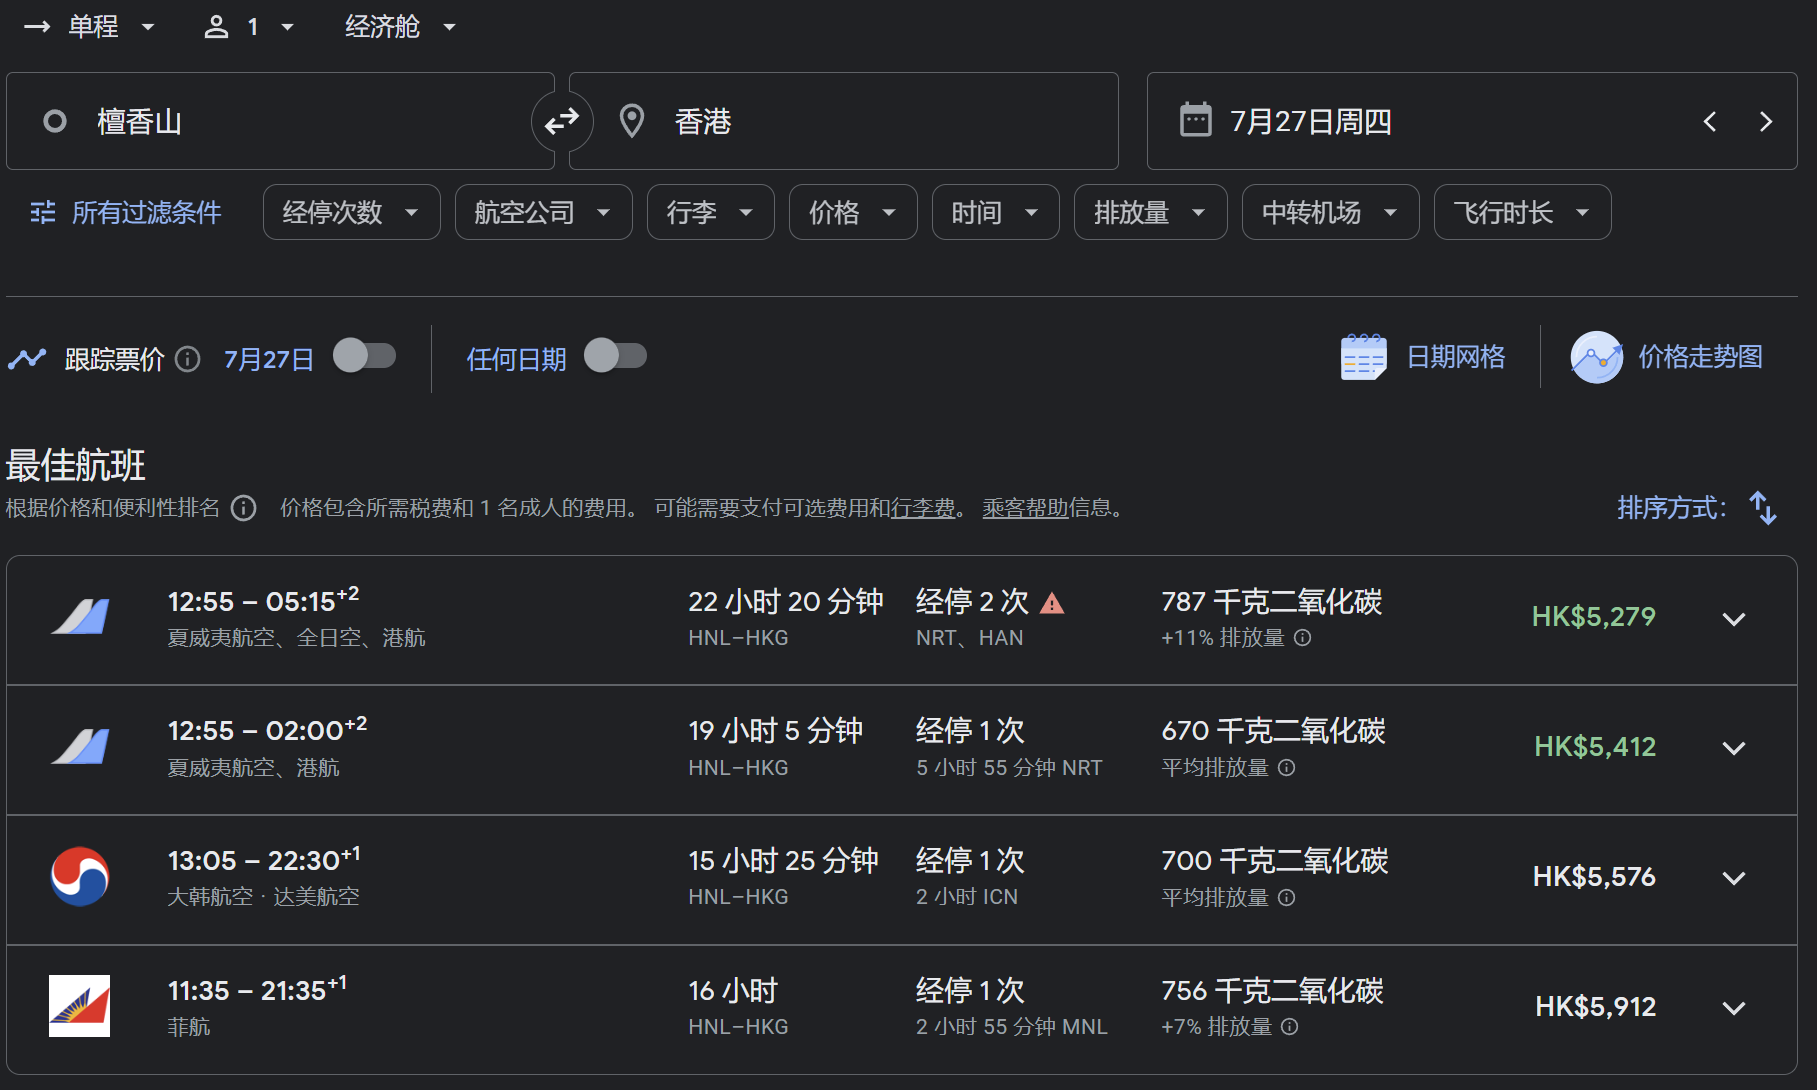 单程 1 经济舱
檀香山 香港 7月27日周四
所有过滤条件 经停次数 航空公司 行李 价格 时间 排放量 中转机场 飞行时长
跟踪票价 7月27日 任何日期 日期网格 价格走势图
最佳航班
根据价格和便利性排名 价格包含所需税费和 1 名成人的费用。 可能需要支付可选费用和行李费。 乘客帮助信息。
排序方式：
12:55 – 05:15+2 22 小时 20 分钟 经停 2 次 787 千克二氧化碳 HK$5,279
夏威夷航空、全日空、港航 HNL–HKG NRT、HAN +11% 排放量
12:55 – 02:00+2 19 小时 5 分钟 经停 1 次 670 千克二氧化碳 HK$5,412
夏威夷航空、港航 HNL–HKG 5 小时 55 分钟 NRT 平均排放量
13:05 – 22:30+1 15 小时 25 分钟 经停 1 次 700 千克二氧化碳 HK$5,576
大韩航空 · 达美航空 HNL–HKG 2 小时 ICN 平均排放量
11:35 – 21:35+1 16 小时 经停 1 次 756 千克二氧化碳 HK$5,912
菲航 HNL–HKG 2 小时 55 分钟 MNL +7% 排放量